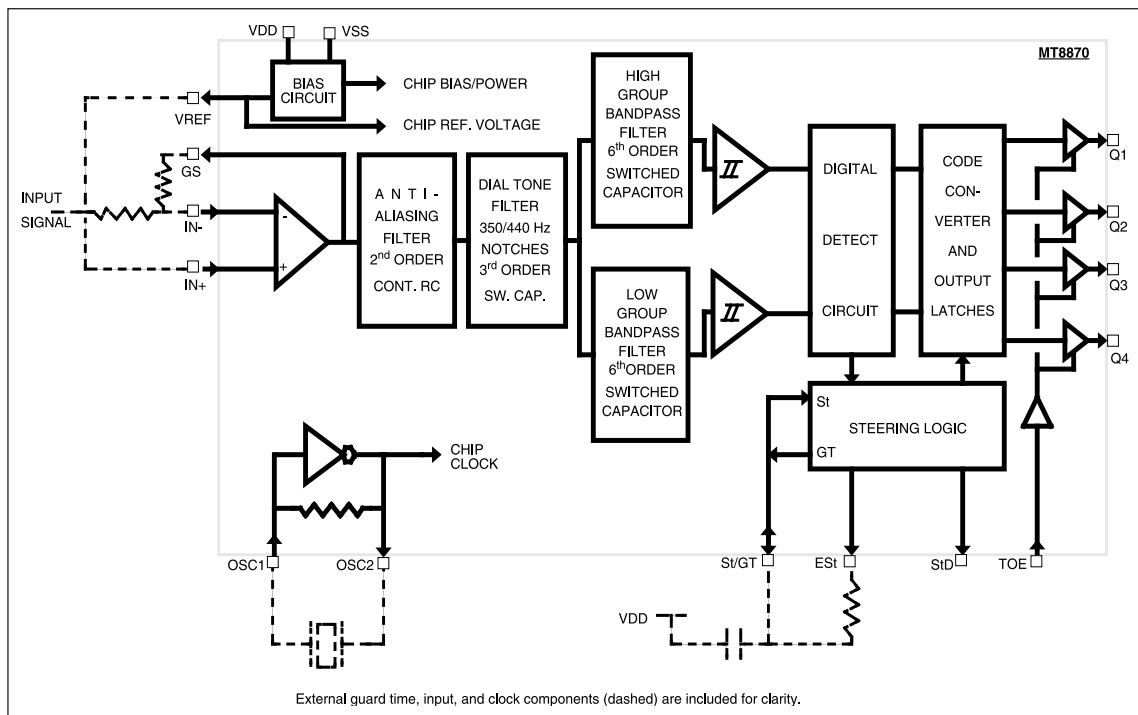 VDD
VSS
MT8870
BIAS
CIRCUIT
CHIP BIAS/POWER
VREF
CHIP REF. VOLTAGE
GS
INPUT
SIGNAL
IN-
IN+
-
+
A N T I -
ALIASING
FILTER
2nd ORDER
CONT. RC
DIAL TONE
FILTER
350/440 Hz
NOTCHES
3rd ORDER
SW. CAP.
HIGH
GROUP
BANDPASS
FILTER
6th ORDER
SWITCHED
CAPACITOR
LOW
GROUP
BANDPASS
FILTER
6thORDER
SWITCHED
CAPACITOR
DIGITAL
DETECT
CIRCUIT
CODE
CON-
VERTER
AND
OUTPUT
LATCHES
Q1
Q2
Q3
Q4
St
GT
STEERING LOGIC
CHIP
CLOCK
OSC1
OSC2
St/GT
ESt
StD
TOE
VDD
External guard time, input, and clock components (dashed) are included for clarity.